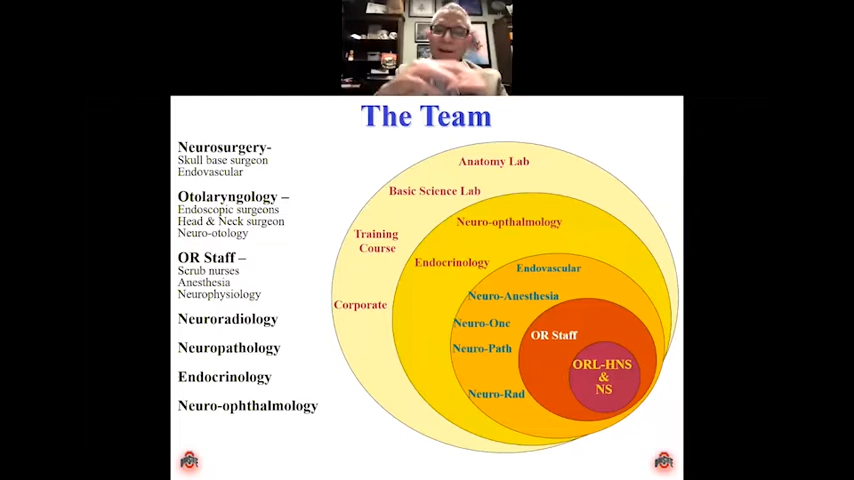 The Team
Neurosurgery-
Skull base surgeon
Endovascular
Otolaryngology –
Endoscopic surgeons
Head & Neck surgeon
Neuro-otology
OR Staff –
Scrub nurses
Anesthesia
Neurophysiology
Neuroradiology
Neuropathology
Endocrinology
Neuro-ophthalmology
Anatomy Lab
Basic Science Lab
Training
Course
Corporate
Neuro-opthalmology
Endocrinology
Endovascular
Neuro-Anesthesia
Neuro-Onc
Neuro-Path
Neuro-Rad
OR Staff
ORL-HNS
&
NS